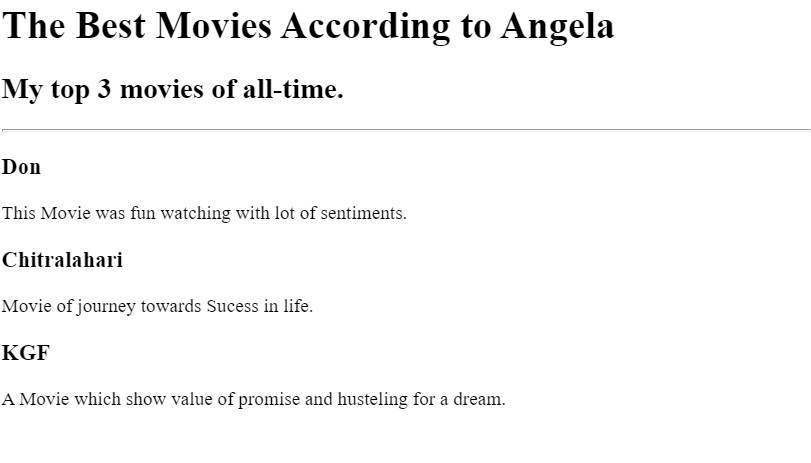 The Best Movies According to Angela
My top 3 movies of all-time.
Don
This Movie was fun watching with lot of sentiments.
Chitralahari
Movie of journey towards Sucess in life.
KGF
A Movie which show value of promise and husteling for a dream.